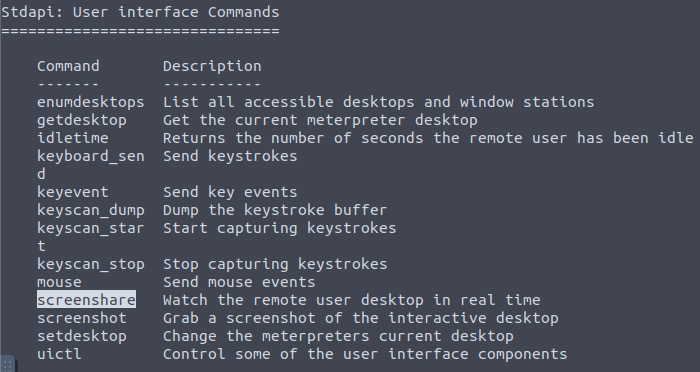 Stdapi: User interface Commands
===============================
Command Description
------- -----------
enumdesktops List all accessible desktops and window stations
getdesktop Get the current meterpreter desktop
idletime Returns the number of seconds the remote user has been idle
keyboard_sen Send keystrokes
d
keyevent Send key events
keyscan_dump Dump the keystroke buffer
keyscan_star Start capturing keystrokes
t
keyscan_stop Stop capturing keystrokes
mouse Send mouse events
screenshare Watch the remote user desktop in real time
screenshot Grab a screenshot of the interactive desktop
setdesktop Change the meterpreters current desktop
uictl Control some of the user interface components